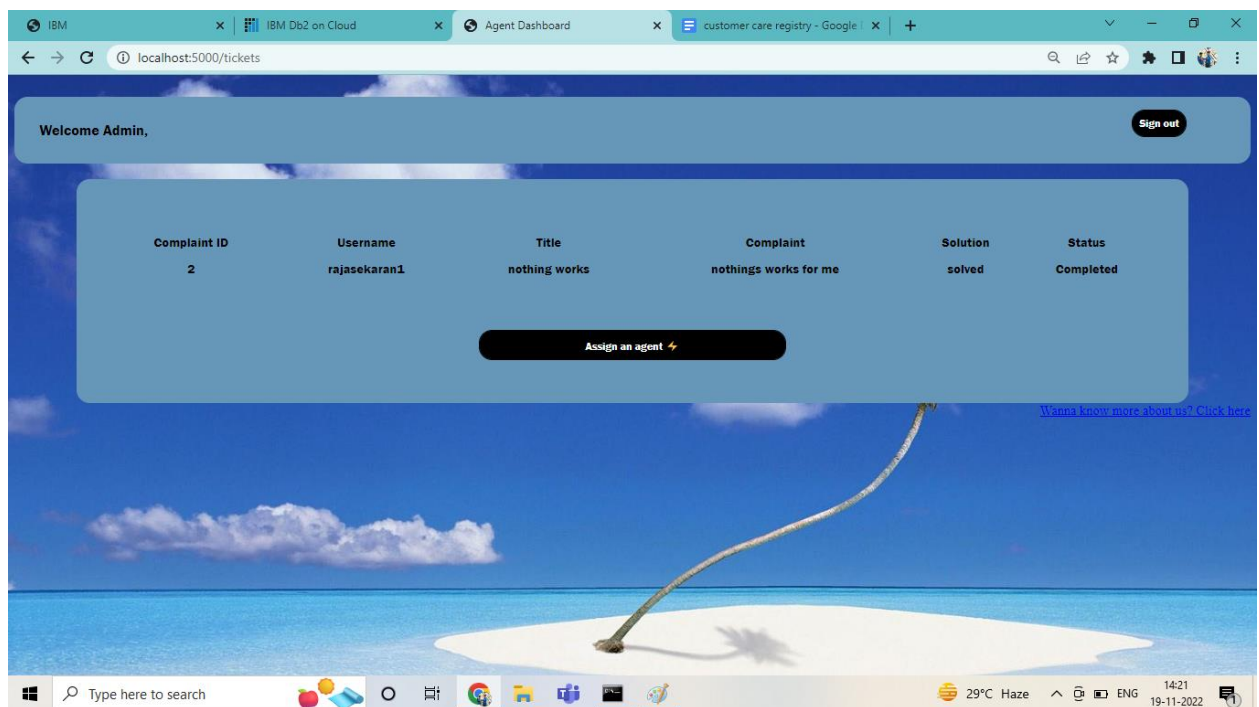 IBM
IBM Db2 on Cloud
Agent Dashboard
customer care registry - Google
localhost:5000/tickets
Welcome Admin,
Sign out
Complaint ID Username Title Complaint Solution Status
2 rajasekaran1 nothing works nothings works for me solved Completed
Assign an agent ⚡
Wanna know more about us? Click here
Type here to search
29°C Haze
ENG
14:21
19-11-2022
1